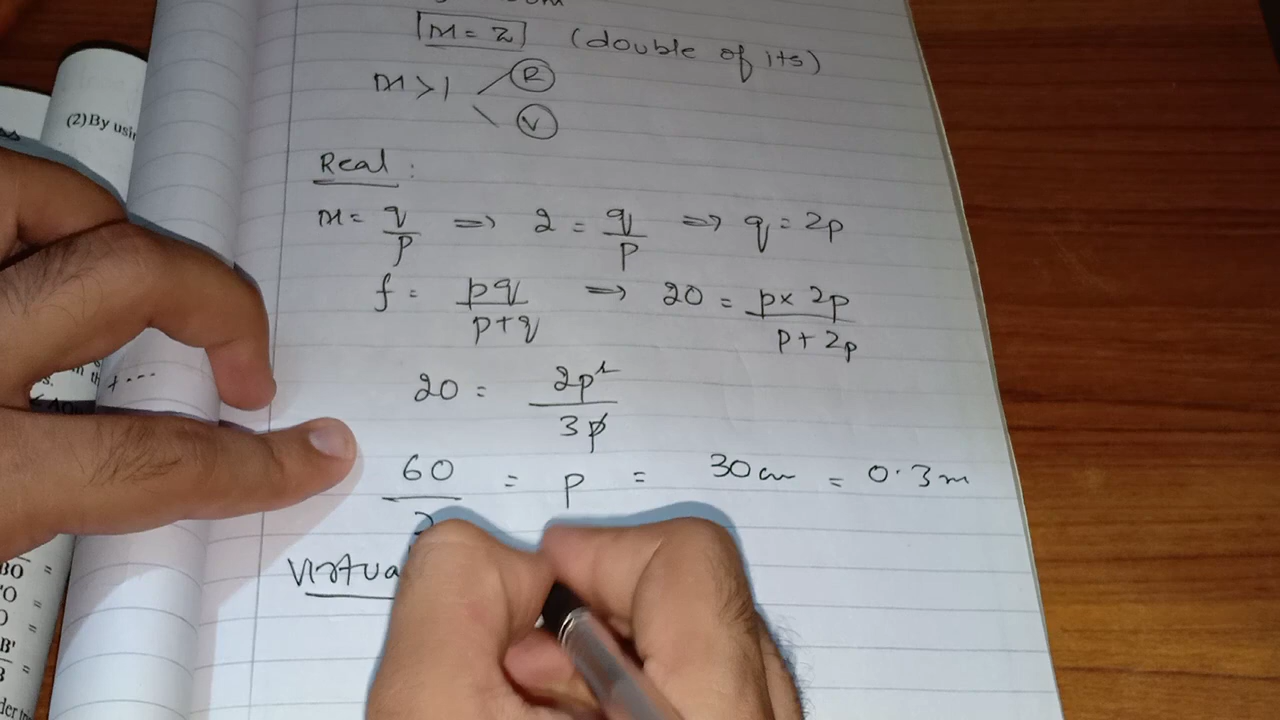 m = 2 (double of its)
m > 1
R
V
(2) By
Real :
m = q/p => 2 = q/p => q = 2p
f = pq/p+q => 20 = p x 2p/p + 2p
+ ---
20 = 2p²/3p
60/2 = p = 30cm = 0.3m
BO =
'O =
B' =